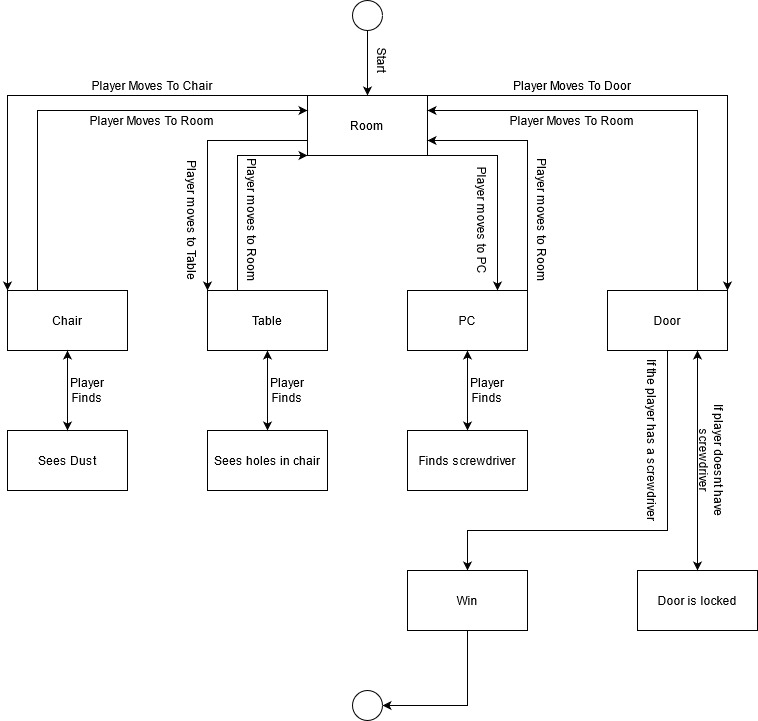 Start
Player Moves To Chair
Player Moves To Door
Player Moves To Room
Room
Player Moves To Room
Player moves to Table
Player moves to Room
Player moves to PC
Player moves to Room
Chair
Table
PC
Door
Player
Finds
Player
Finds
Player
Finds
If the player has a screwdriver
If player doesnt have
screwdriver
Sees Dust
Sees holes in chair
Finds screwdriver
Win
Door is locked